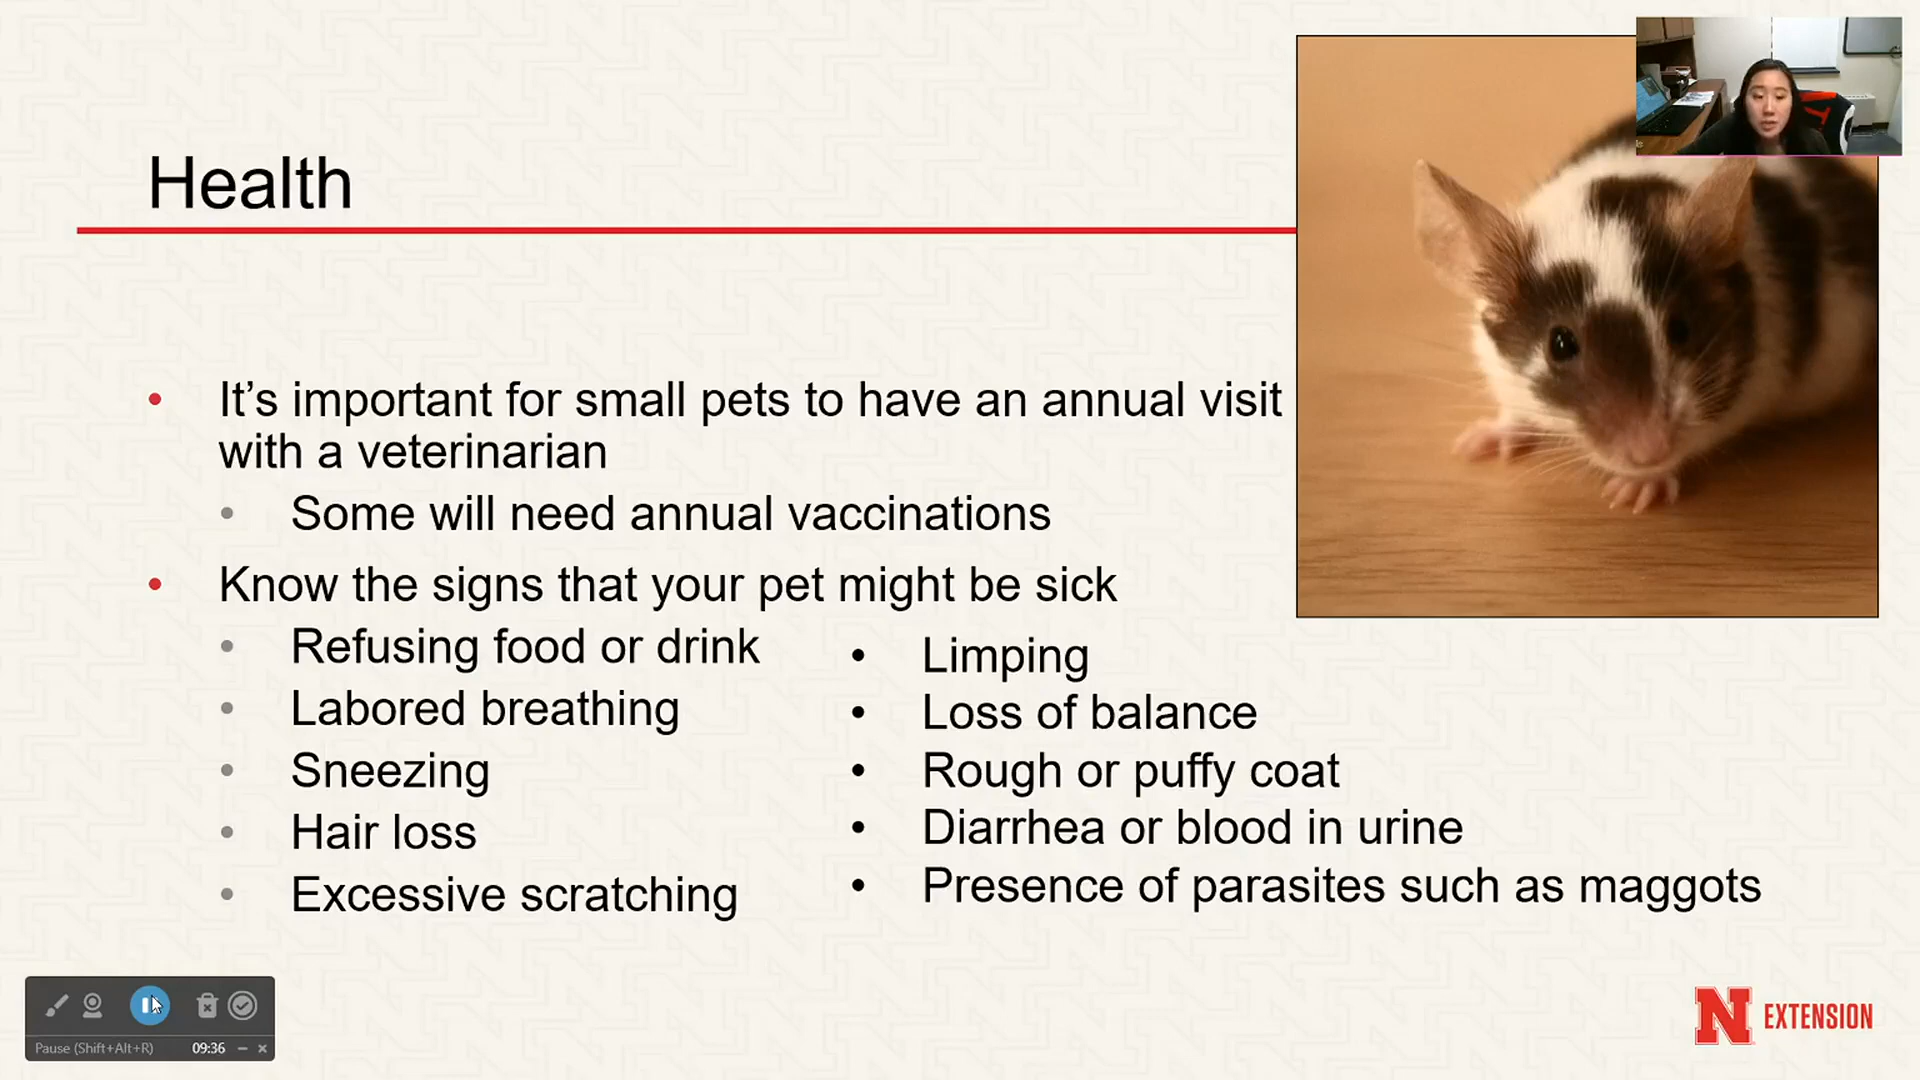 Health
It’s important for small pets to have an annual visit
with a veterinarian
Some will need annual vaccinations
Know the signs that your pet might be sick
Refusing food or drink
Labored breathing
Sneezing
Hair loss
Excessive scratching
Limping
Loss of balance
Rough or puffy coat
Diarrhea or blood in urine
Presence of parasites such as maggots
Pause (Shift+Alt+R) 09:36
N EXTENSION